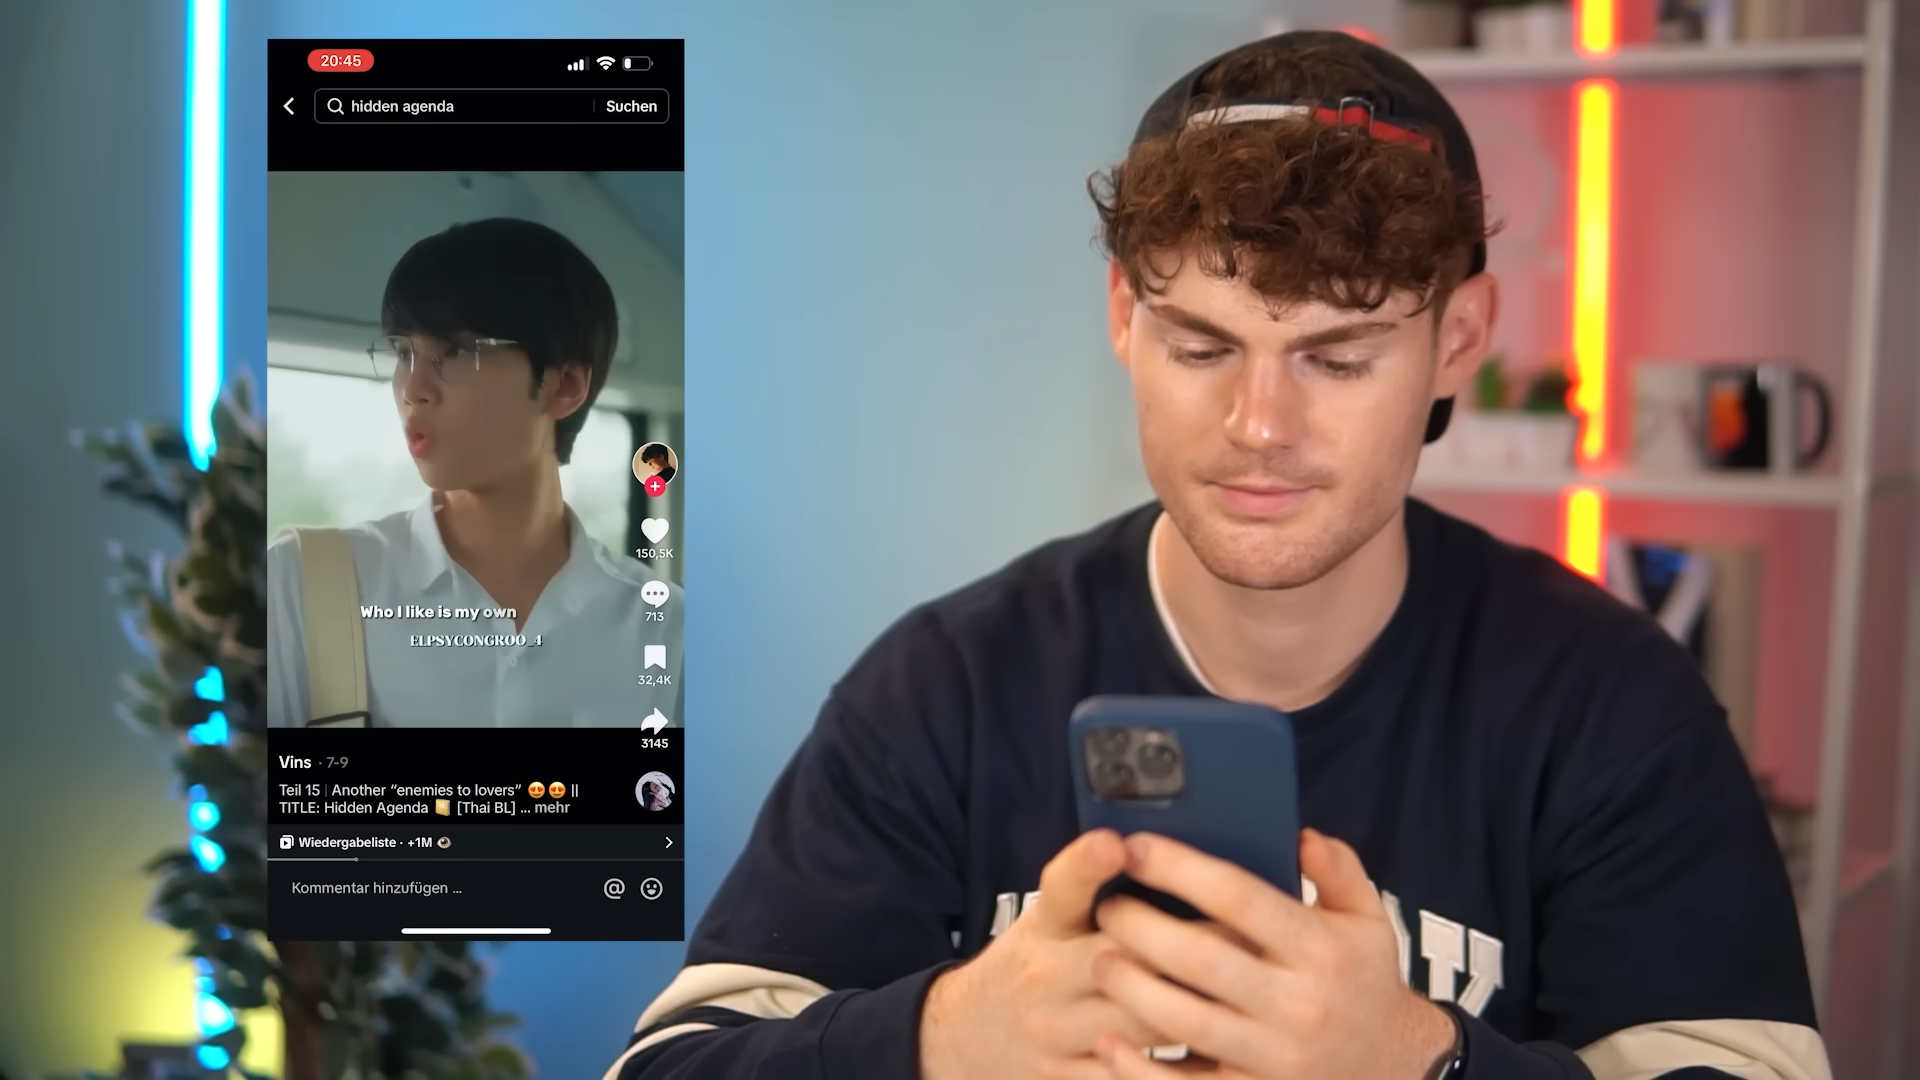 20:45
hidden agenda
Suchen
Who I like is my own
ELPSYCONGROO_4
150,5K
713
32,4K
3145
Vins · 7-9
Teil 15 | Another “enemies to lovers” 😍😍 ||
TITLE: Hidden Agenda 📒 [Thai BL] ... mehr
Wiedergabeliste · +1M
Kommentar hinzufügen ...